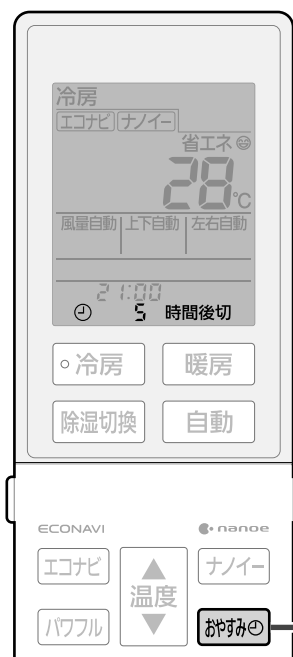 冷房
エコナビ ナノイー
省エネ
28℃
風量自動 上下自動 左右自動
21:00
5 時間後切
冷房 暖房
除湿切換 自動
ECONAVI nanoe
エコナビ ▲ ナノイー
温度
パワフル ▼ おやすみ